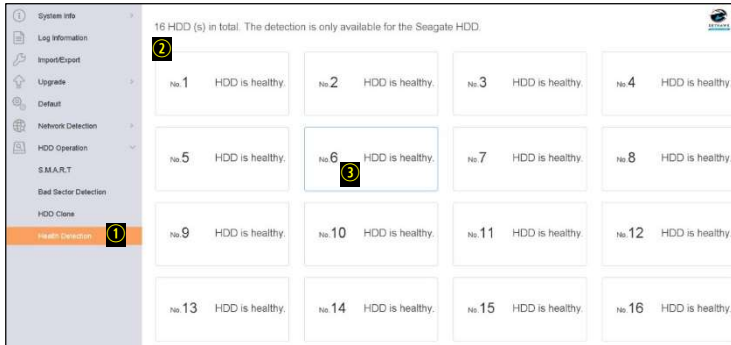 System Info
Log Information
Import/Export
Upgrade
Default
Network Detection
HDD Operation
S.M.A.R.T
Bad Sector Detection
HDD Clone
Health Detection ①
16 HDD (s) in total. The detection is only available for the Seagate HDD.
SKYHAWK
②
No.1 HDD is healthy.
No.2 HDD is healthy.
No.3 HDD is healthy.
No.4 HDD is healthy.
No.5 HDD is healthy.
No.6 ③ HDD is healthy.
No.7 HDD is healthy.
No.8 HDD is healthy.
No.9 HDD is healthy.
No.10 HDD is healthy.
No.11 HDD is healthy.
No.12 HDD is healthy.
No.13 HDD is healthy.
No.14 HDD is healthy.
No.15 HDD is healthy.
No.16 HDD is healthy.